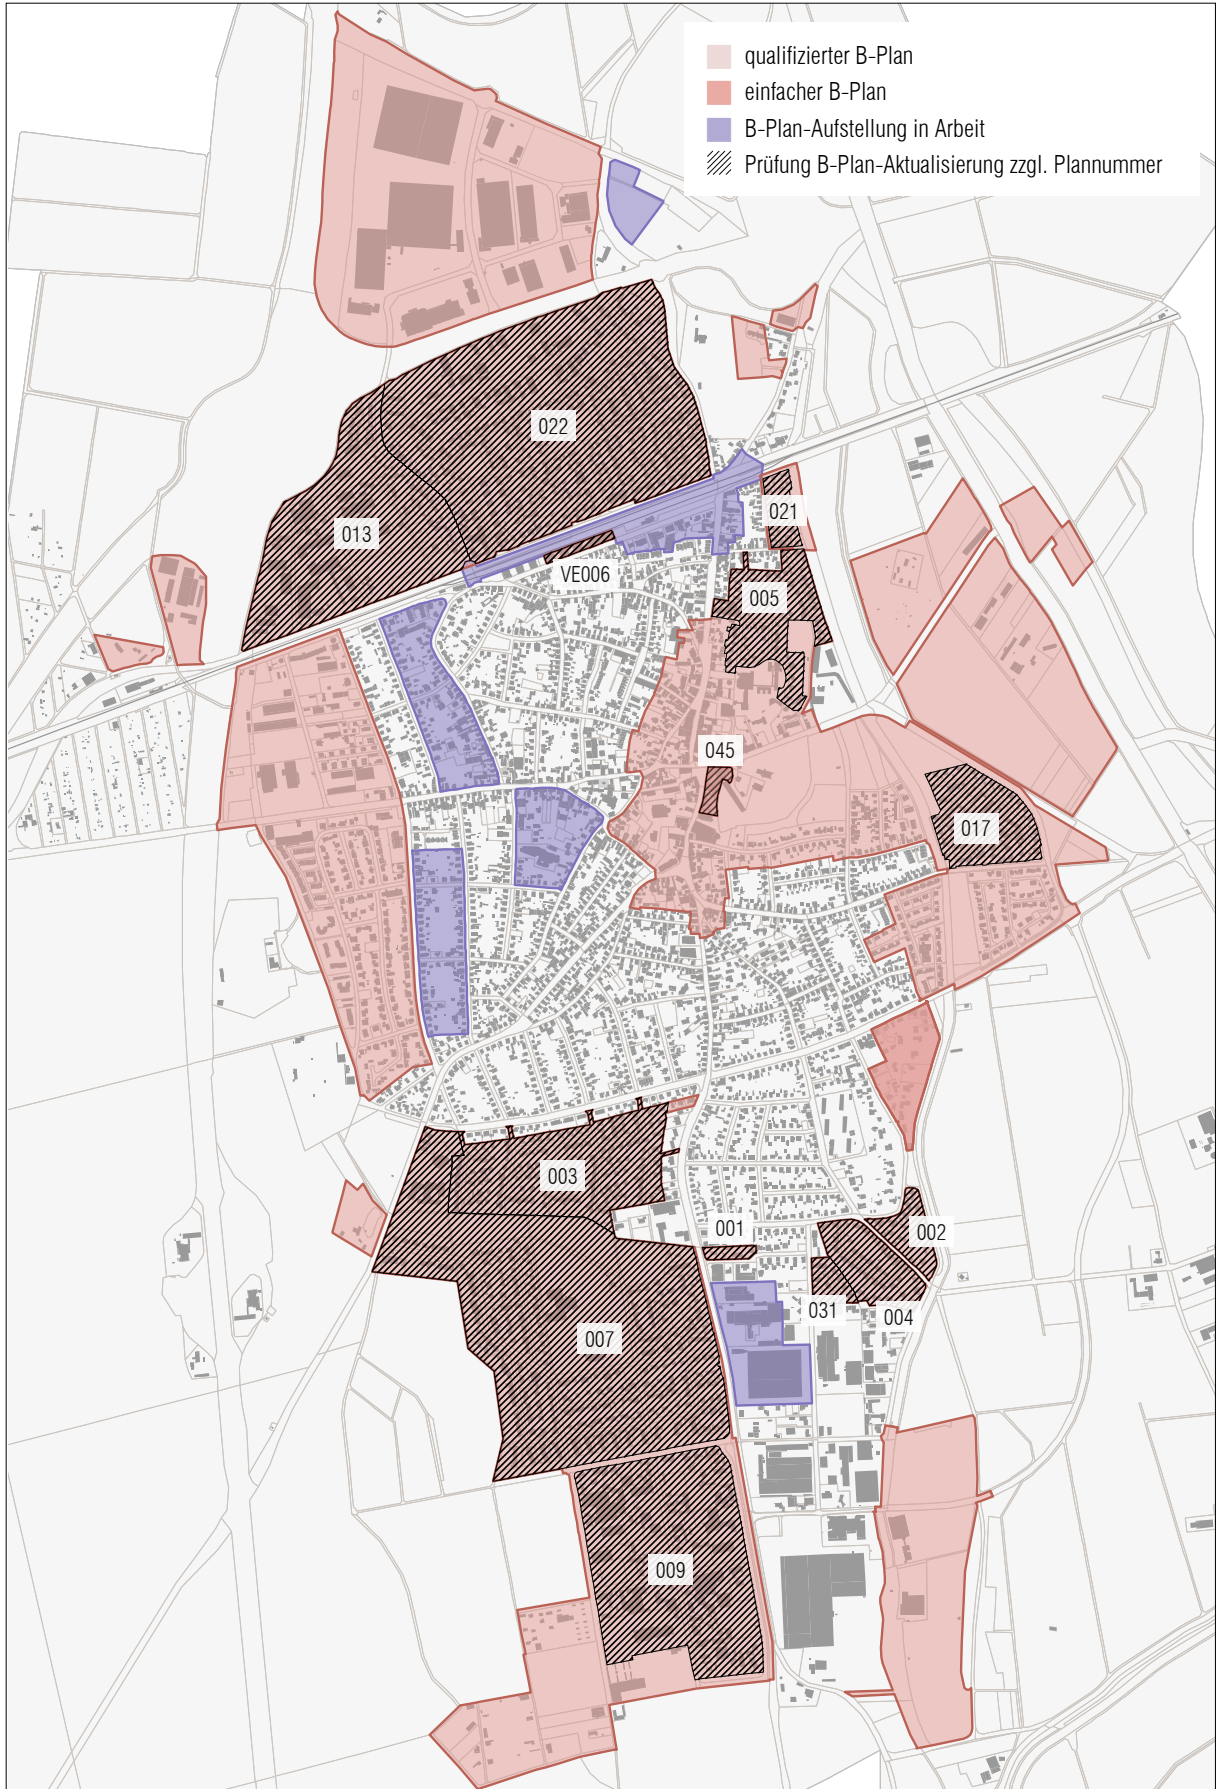 qualifizierter B-Plan
einfacher B-Plan
B-Plan-Aufstellung in Arbeit
Prüfung B-Plan-Aktualisierung zzgl. Plannummer
022
013
021
VE006
005
045
017
003
001
002
031
004
007
009